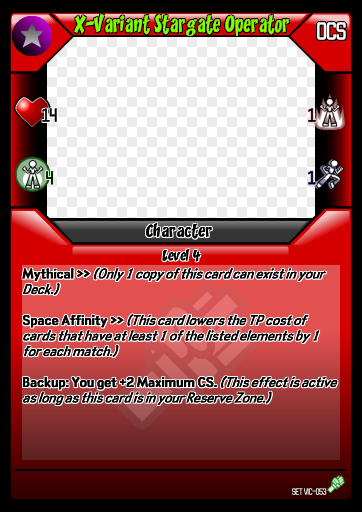 X-Variant Stargate Operator
OCS
14
1
4
1
Character
Level 4
Mythical >> (Only 1 copy of this card can exist in your
Deck.)
Space Affinity >> (This card lowers the TP cost of
cards that have at least 1 of the listed elements by 1
for each match.)
Backup: You get +2 Maximum CS. (This effect is active
as long as this card is in your Reserve Zone.)
SET VIC-053